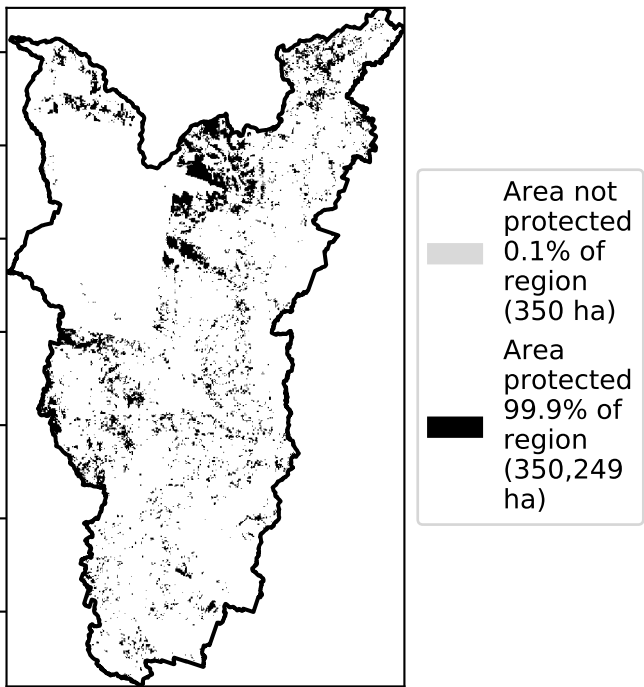 Area not
protected
0.1% of
region
(350 ha)
Area
protected
99.9% of
region
(350,249
ha)